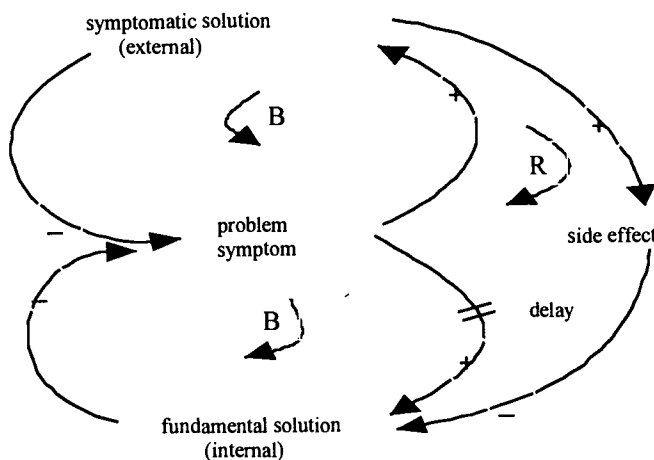 symptomatic solution
(external)
+
B
+
R
−
problem
symptom
side effect
−
B
delay
+
−
fundamental solution
(internal)